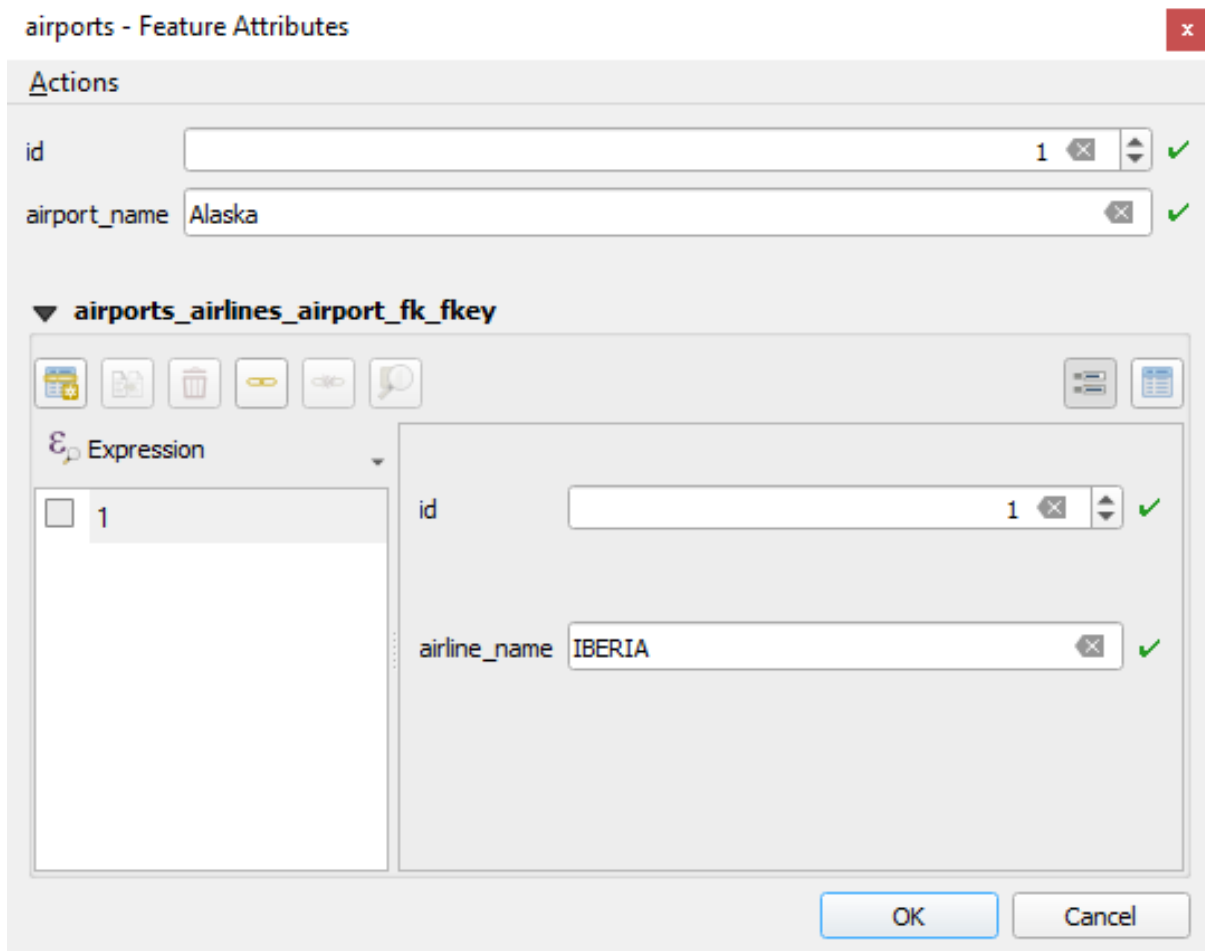 airports - Feature Attributes
Actions
id 1
airport_name Alaska
airports_airlines_airport_fk_fkey
Expression
1
id 1
airline_name IBERIA
OK Cancel